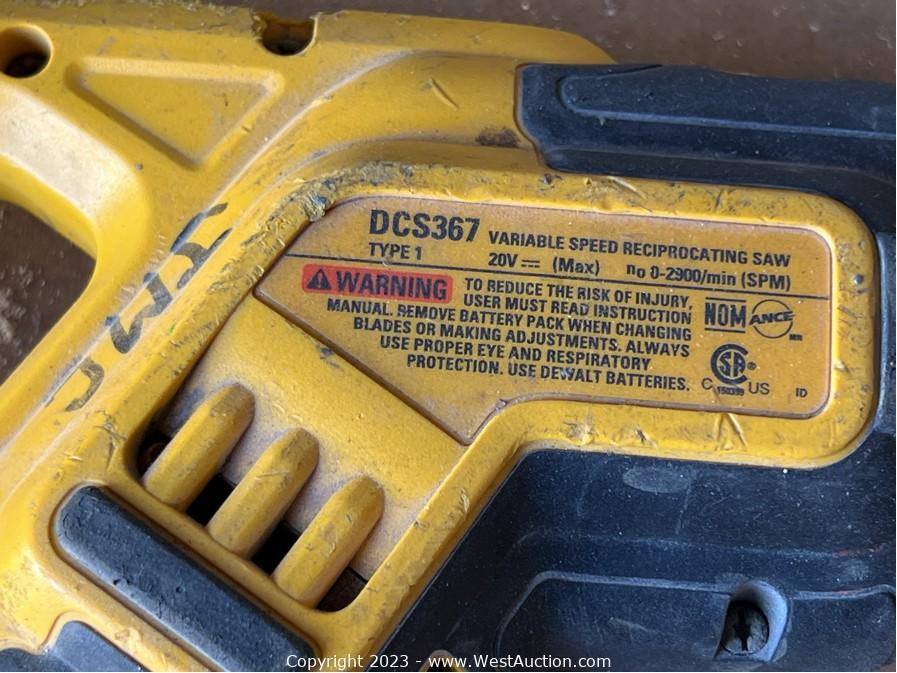 DCS367 VARIABLE SPEED RECIPROCATING SAW
TYPE 1 20V ⎓ (Max) no 0-2900/min (SPM)
WARNING TO REDUCE THE RISK OF INJURY,
USER MUST READ INSTRUCTION
MANUAL. REMOVE BATTERY PACK WHEN CHANGING
BLADES OR MAKING ADJUSTMENTS. ALWAYS
USE PROPER EYE AND RESPIRATORY
PROTECTION. USE DEWALT BATTERIES.
NOM ANCE
C US
ID
Copyright 2023 - www.WestAuction.com